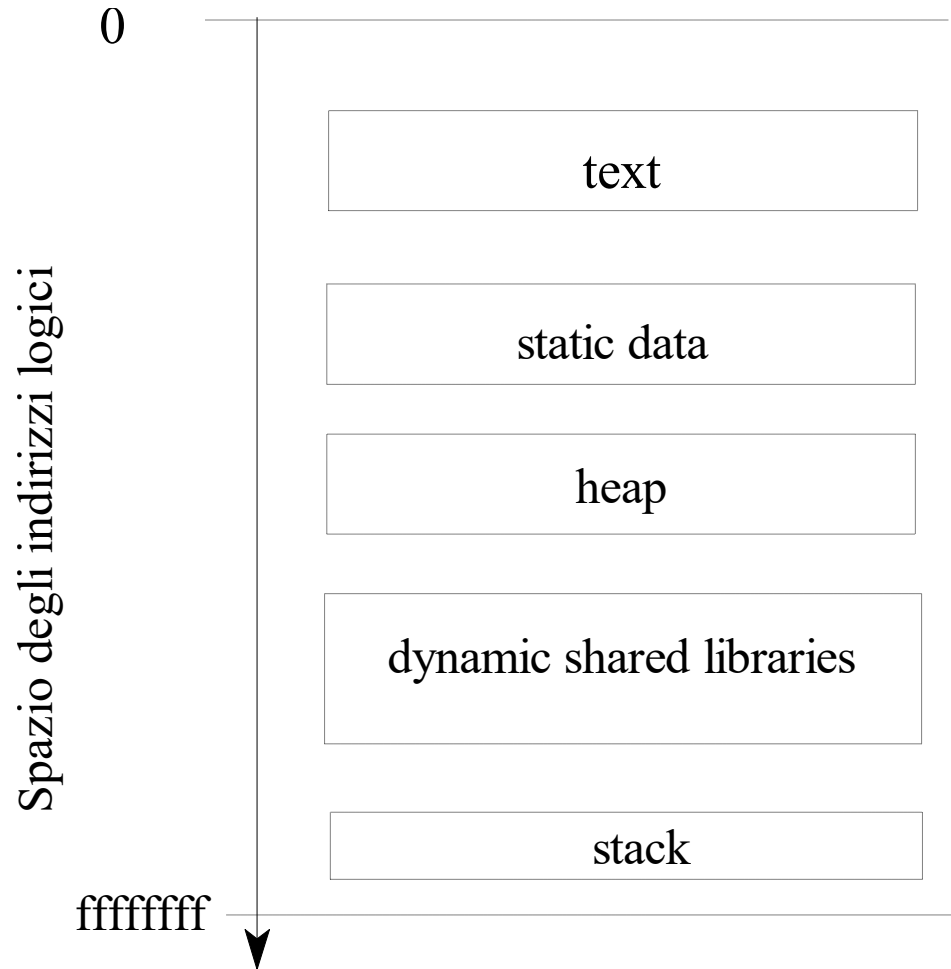 0
text
static data
heap
Spazio degli indirizzi logici
dynamic shared libraries
stack
ffffffff